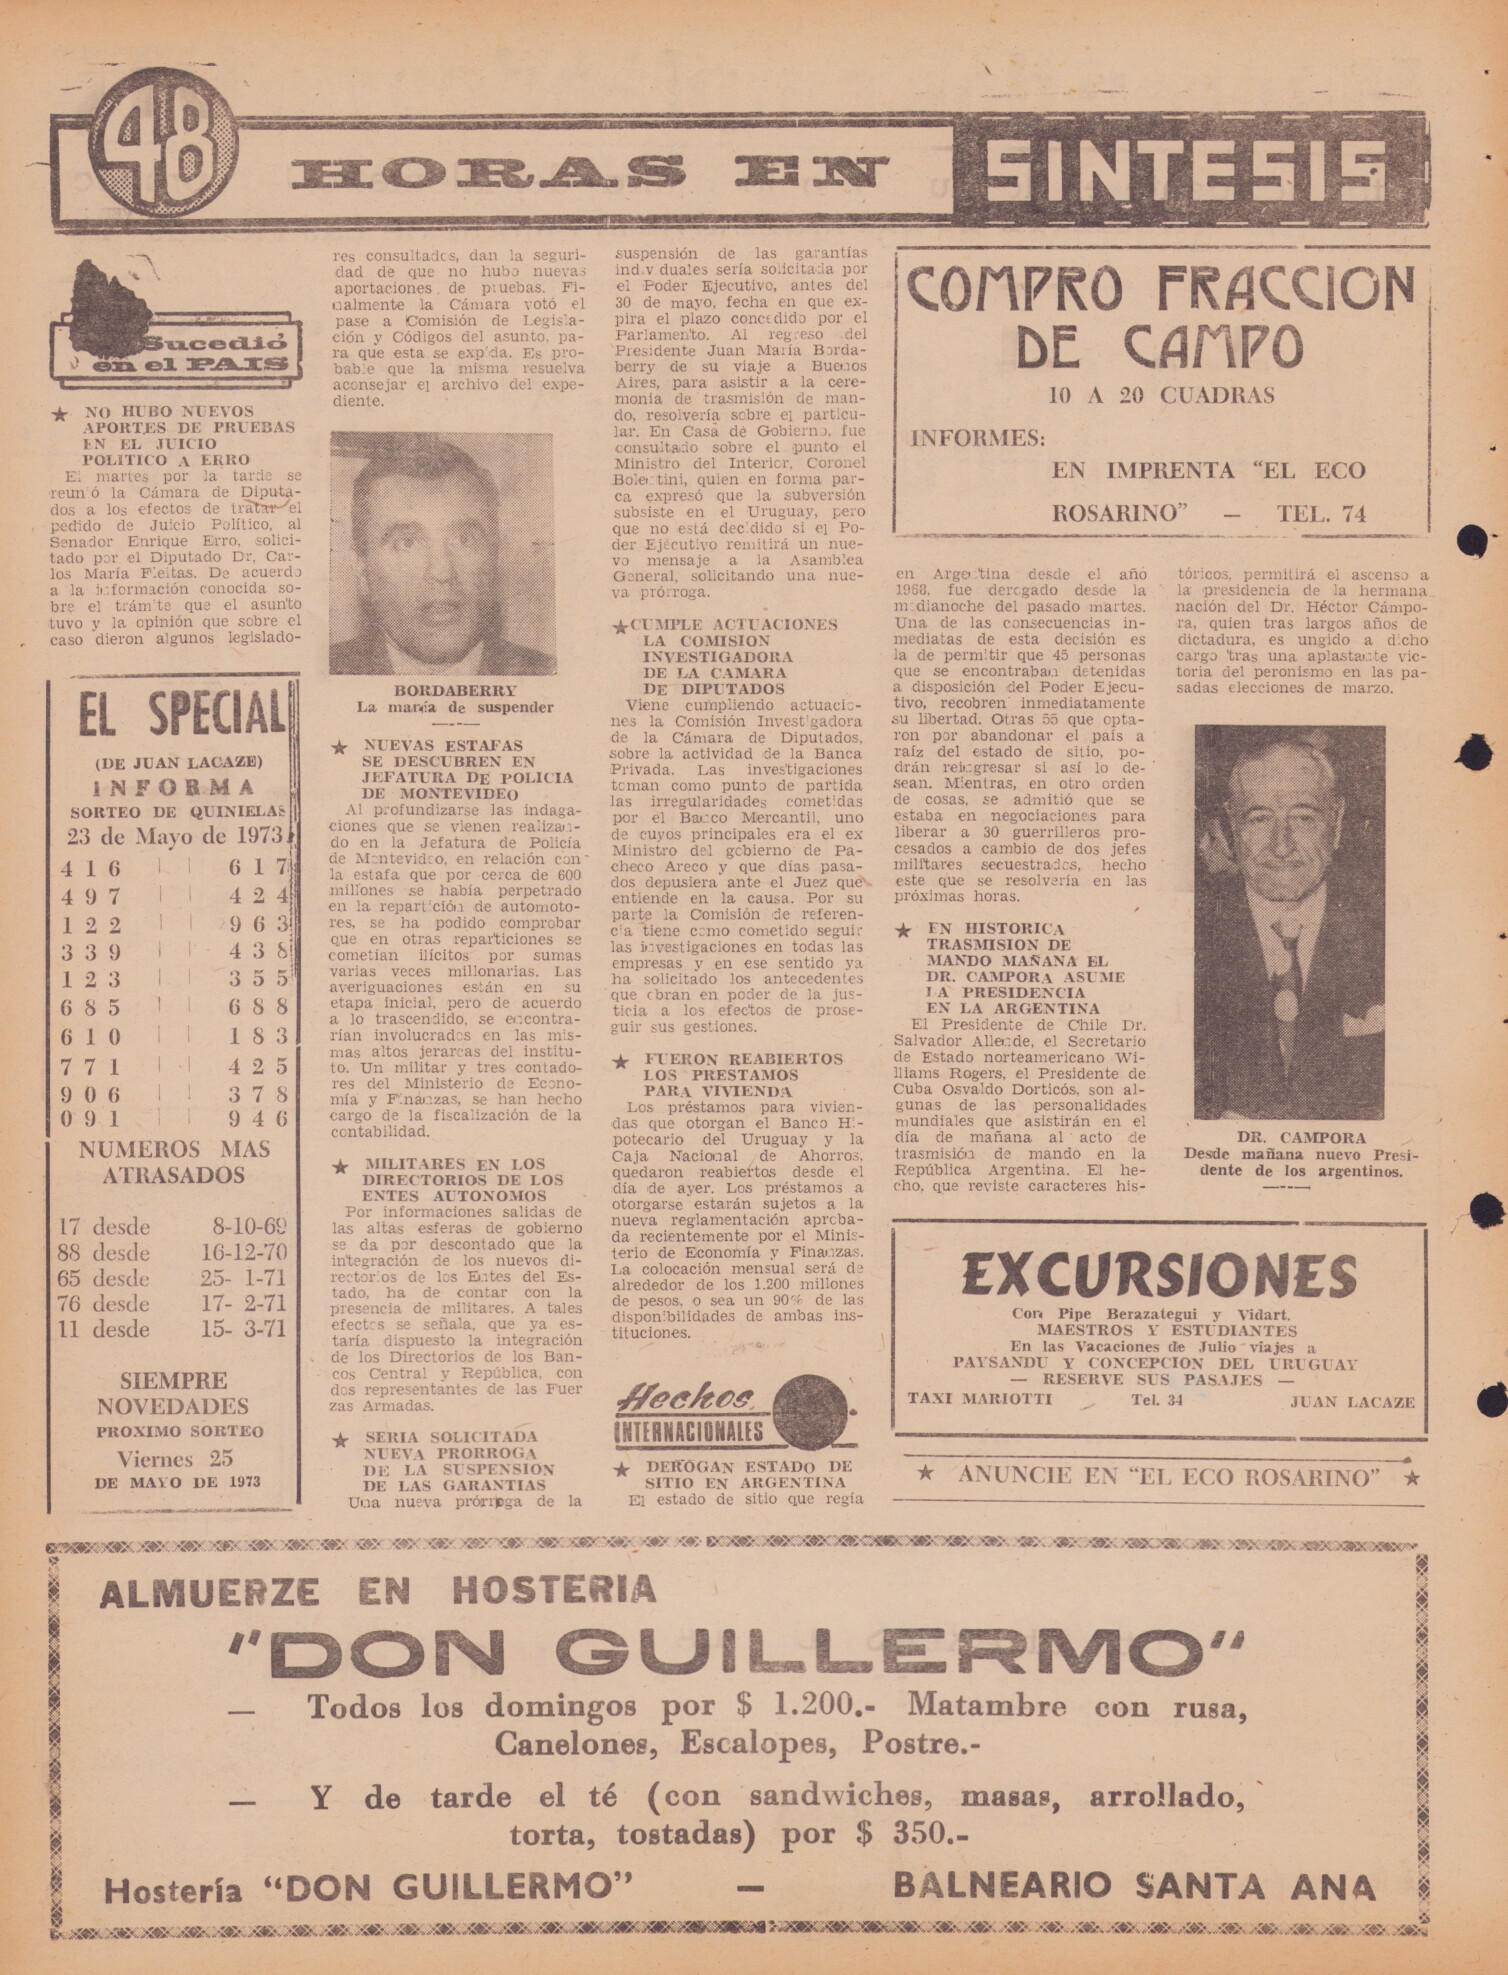 48 HORAS EN SINTESIS
Sucedió
en el PAIS
★ NO HUBO NUEVOS
APORTES DE PRUEBAS
EN EL JUICIO
POLITICO A ERRO
El martes por la tarde se
reunió la Cámara de Diputa-
dos a los efectos de tratar el
pedido de Juicio Político, al
Senador Enrique Erro, solici-
tado por el Diputado Dr. Car-
los María Fleitas. De acuerdo
a la información conocida so-
bre el trámite que el asunto
tuvo y la opinión que sobre el
caso dieron algunos legislado-
EL SPECIAL
(DE JUAN LACAZE)
INFORMA
SORTEO DE QUINIELAS
23 de Mayo de 1973
416 | | 617
497 | | 424
122 | | 963
339 | | 438
123 | | 355
685 | | 688
610 | | 183
771 | | 425
906 | | 378
091 | | 946
NUMEROS MAS
ATRASADOS
17 desde 8-10-69
88 desde 16-12-70
65 desde 25- 1-71
76 desde 17- 2-71
11 desde 15- 3-71
SIEMPRE
NOVEDADES
PROXIMO SORTEO
Viernes 25
DE MAYO DE 1973
res consultados, dan la seguri-
dad de que no hubo nuevas
aportaciones de pruebas. Fi-
nalmente la Cámara votó el
pase a Comisión de Legisla-
ción y Códigos del asunto, pa-
ra que esta se expida. Es pro-
bable que la misma resuelva
aconsejar el archivo del expe-
diente.
BORDABERRY
La manía de suspender
★ NUEVAS ESTAFAS
SE DESCUBREN EN
JEFATURA DE POLICIA
DE MONTEVIDEO
Al profundizarse las indaga-
ciones que se vienen realizan-
do en la Jefatura de Policía
de Montevideo, en relación con
la estafa que por cerca de 600
millones se había perpetrado
en la repartición de automoto-
res, se ha podido comprobar
que en otras reparticiones se
cometían ilícitos por sumas
varias veces millonarias. Las
averiguaciones están en su
etapa inicial, pero de acuerdo
a lo trascendido, se encontra-
rían involucrados en las mis-
mas altos jerarcas del institu-
to. Un militar y tres contado-
res del Ministerio de Econo-
mía y Finanzas, se han hecho
cargo de la fiscalización de la
contabilidad.
★ MILITARES EN LOS
DIRECTORIOS DE LOS
ENTES AUTONOMOS
Por informaciones salidas de
las altas esferas de gobierno
se da por descontado que la
integración de los nuevos di-
rectorios de los Entes del Es-
tado, ha de contar con la
presencia de militares. A tales
efectos se señala, que ya es-
taría dispuesto la integración
de los Directorios de los Ban-
cos Central y República, con
dos representantes de las Fuer
zas Armadas.
★ SERIA SOLICITADA
NUEVA PRORROGA
DE LA SUSPENSION
DE LAS GARANTIAS
Una nueva prórroga de la
suspensión de las garantías
individuales sería solicitada por
el Poder Ejecutivo, antes del
30 de mayo, fecha en que ex-
pira el plazo concedido por el
Parlamento. Al regreso del
Presidente Juan María Borda-
berry de su viaje a Buenos
Aires, para asistir a la cere-
monia de trasmisión de man-
do, resolvería sobre el particu-
lar. En Casa de Gobierno, fue
consultado sobre el punto el
Ministro del Interior, Coronel
Bolentini, quien en forma par-
ca expresó que la subversión
subsiste en el Uruguay, pero
que no está decidido si el Po-
der Ejecutivo remitirá un nue-
vo mensaje a la Asamblea
General, solicitando una nue-
va prórroga.
★CUMPLE ACTUACIONES
LA COMISION
INVESTIGADORA
DE LA CAMARA
DE DIPUTADOS
Viene cumpliendo actuacio-
nes la Comisión Investigadora
de la Cámara de Diputados,
sobre la actividad de la Banca
Privada. Las investigaciones
toman como punto de partida
las irregularidades cometidas
por el Banco Mercantil, uno
de cuyos principales era el ex
Ministro del gobierno de Pa-
checo Areco y que días pasa-
dos depusiera ante el Juez que
entiende en la causa. Por su
parte la Comisión de referen-
cia tiene como cometido seguir
las investigaciones en todas las
empresas y en ese sentido ya
ha solicitado los antecedentes
que obran en poder de la jus-
ticia a los efectos de prose-
guir sus gestiones.
★ FUERON REABIERTOS
LOS PRESTAMOS
PARA VIVIENDA
Los préstamos para vivien-
das que otorgan el Banco Hi-
potecario del Uruguay y la
Caja Nacional de Ahorros,
quedaron reabiertos desde el
día de ayer. Los préstamos a
otorgarse estarán sujetos a la
nueva reglamentación aproba-
da recientemente por el Minis-
terio de Economía y Finanzas.
La colocación mensual será de
alrededor de los 1.200 millones
de pesos, o sea un 90% de las
disponibilidades de ambas ins-
tituciones.
Hechos
INTERNACIONALES
★ DEROGAN ESTADO DE
SITIO EN ARGENTINA
El estado de sitio que regía
COMPRO FRACCION
DE CAMPO
10 A 20 CUADRAS
INFORMES:
EN IMPRENTA "EL ECO
ROSARINO" — TEL. 74
en Argentina desde el año
1968, fue derogado desde la
medianoche del pasado martes.
Una de las consecuencias in-
mediatas de esta decisión es
la de permitir que 45 personas
que se encontraban detenidas
a disposición del Poder Ejecu-
tivo, recobren inmediatamente
su libertad. Otras 55 que opta-
ron por abandonar el país a
raíz del estado de sitio, po-
drán reingresar si así lo de-
sean. Mientras, en otro orden
de cosas, se admitió que se
estaba en negociaciones para
liberar a 30 guerrilleros pro-
cesados a cambio de dos jefes
militares secuestrados, hecho
este que se resolvería en las
próximas horas.
★ EN HISTORICA
TRASMISION DE
MANDO MAÑANA EL
DR. CAMPORA ASUME
LA PRESIDENCIA
EN LA ARGENTINA
El Presidente de Chile Dr.
Salvador Allende, el Secretario
de Estado norteamericano Wi-
lliams Rogers, el Presidente de
Cuba Osvaldo Dorticós, son al-
gunas de las personalidades
mundiales que asistirán en el
día de mañana al acto de
trasmisión de mando en la
República Argentina. El he-
cho, que reviste caracteres his-
tóricos, permitirá el ascenso a
la presidencia de la hermana
nación del Dr. Héctor Cámpo-
ra, quien tras largos años de
dictadura, es ungido a dicho
cargo tras una aplastante vic-
toria del peronismo en las pa-
sadas elecciones de marzo.
DR. CAMPORA
Desde mañana nuevo Presi-
dente de los argentinos.
EXCURSIONES
Con Pipe Berazategui y Vidart.
MAESTROS Y ESTUDIANTES
En las Vacaciones de Julio viajes a
PAYSANDU Y CONCEPCION DEL URUGUAY
— RESERVE SUS PASAJES —
TAXI MARIOTTI Tel. 34 JUAN LACAZE
★ ANUNCIE EN "EL ECO ROSARINO" ★
ALMUERZE EN HOSTERIA
"DON GUILLERMO"
— Todos los domingos por $ 1.200.- Matambre con rusa,
Canelones, Escalopes, Postre.-
— Y de tarde el té (con sandwiches, masas, arrollado,
torta, tostadas) por $ 350.-
Hostería "DON GUILLERMO" — BALNEARIO SANTA ANA